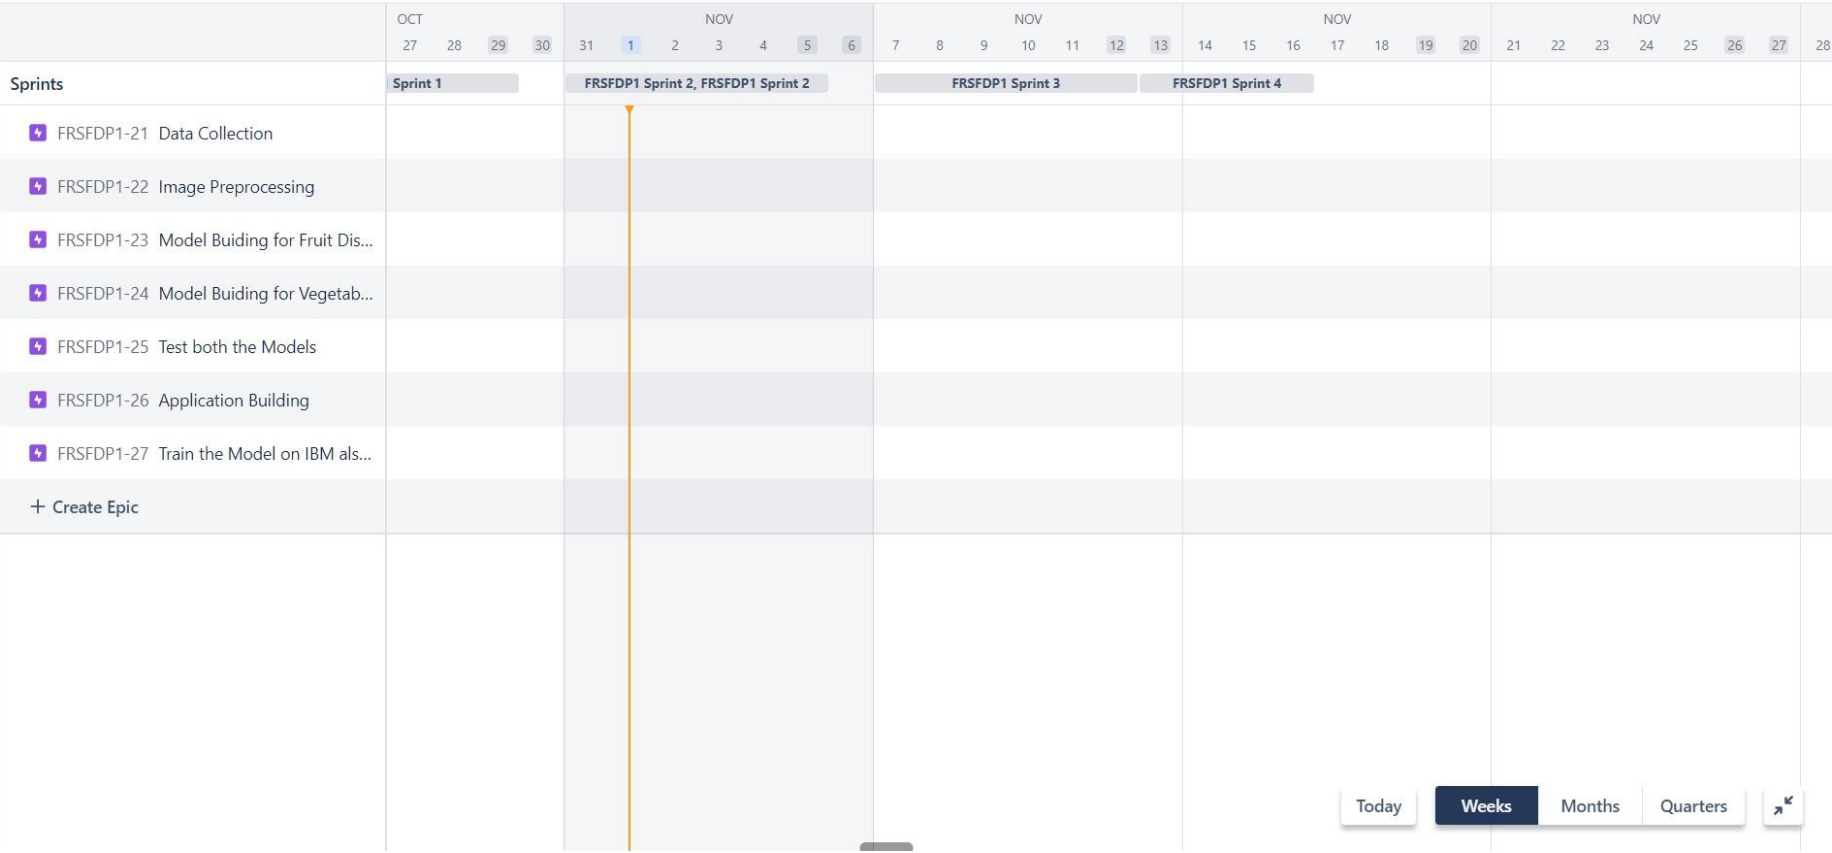 OCT NOV NOV NOV NOV
27 28 29 30 31 1 2 3 4 5 6 7 8 9 10 11 12 13 14 15 16 17 18 19 20 21 22 23 24 25 26 27 28
Sprints Sprint 1 FRSFDP1 Sprint 2, FRSFDP1 Sprint 2 FRSFDP1 Sprint 3 FRSFDP1 Sprint 4
FRSFDP1-21 Data Collection
FRSFDP1-22 Image Preprocessing
FRSFDP1-23 Model Buiding for Fruit Dis...
FRSFDP1-24 Model Buiding for Vegetab...
FRSFDP1-25 Test both the Models
FRSFDP1-26 Application Building
FRSFDP1-27 Train the Model on IBM als...
+ Create Epic
Today Weeks Months Quarters